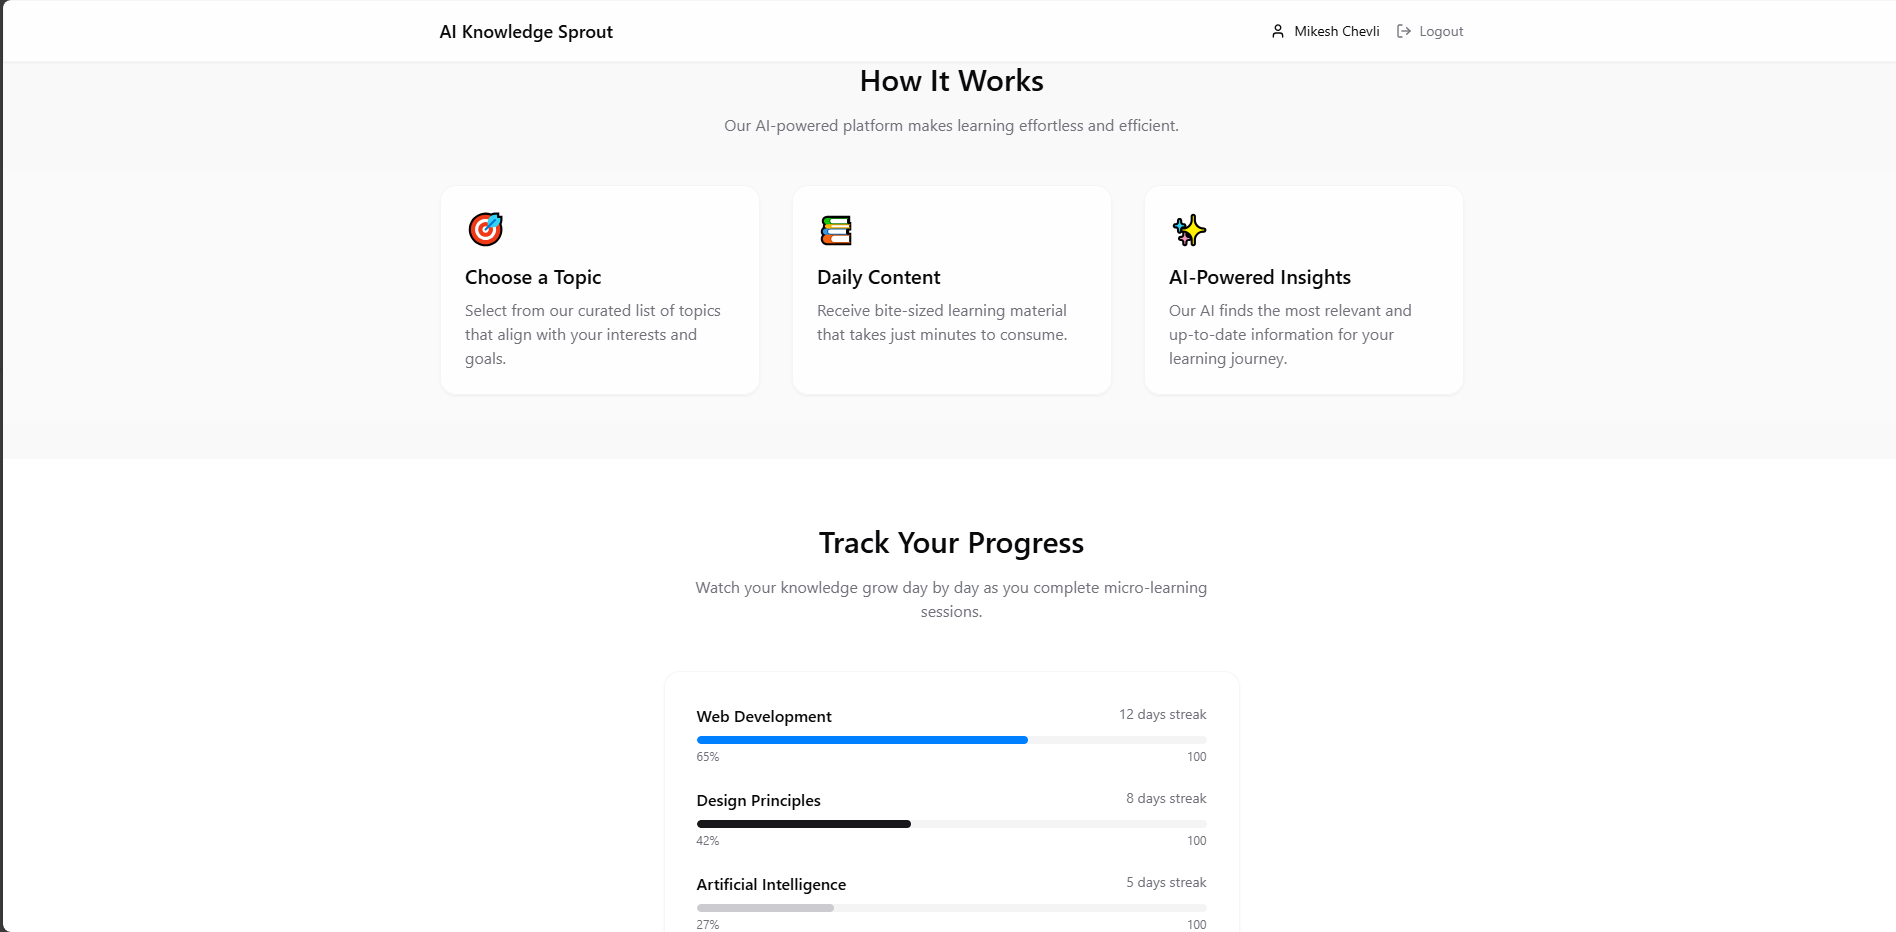 AI Knowledge Sprout
Mikesh Chevli
Logout
How It Works
Our AI-powered platform makes learning effortless and efficient.
Choose a Topic
Select from our curated list of topics
that align with your interests and
goals.
Daily Content
Receive bite-sized learning material
that takes just minutes to consume.
AI-Powered Insights
Our AI finds the most relevant and
up-to-date information for your
learning journey.
Track Your Progress
Watch your knowledge grow day by day as you complete micro-learning
sessions.
Web Development
12 days streak
65%
100
Design Principles
8 days streak
42%
100
Artificial Intelligence
5 days streak
27%
100